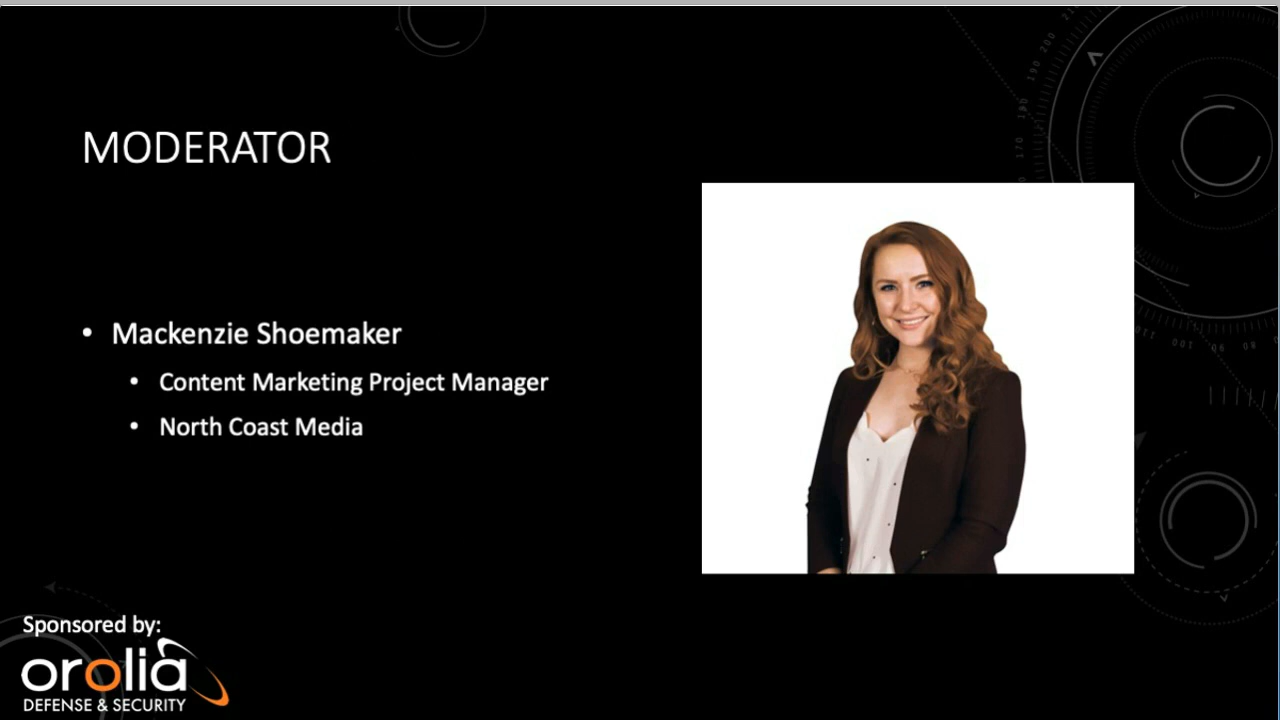 MODERATOR
• Mackenzie Shoemaker
• Content Marketing Project Manager
• North Coast Media
Sponsored by:
orolia
DEFENSE & SECURITY